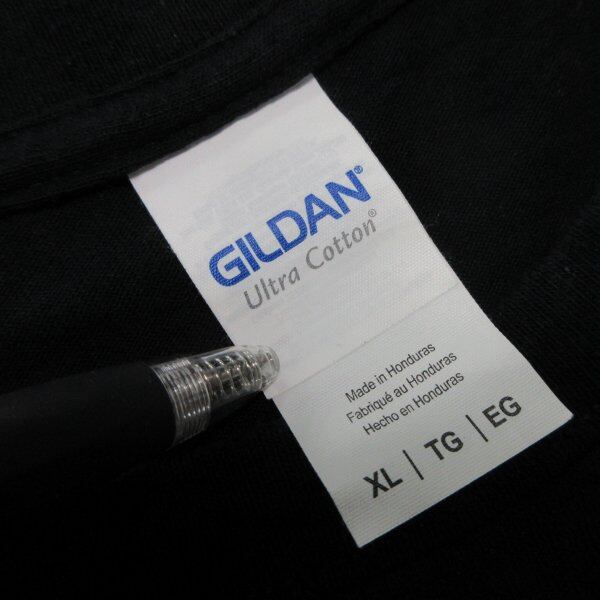 GILDAN®
Ultra Cotton®
Made in Honduras
Fabriqué au Honduras
Hecho en Honduras
XL | TG | EG